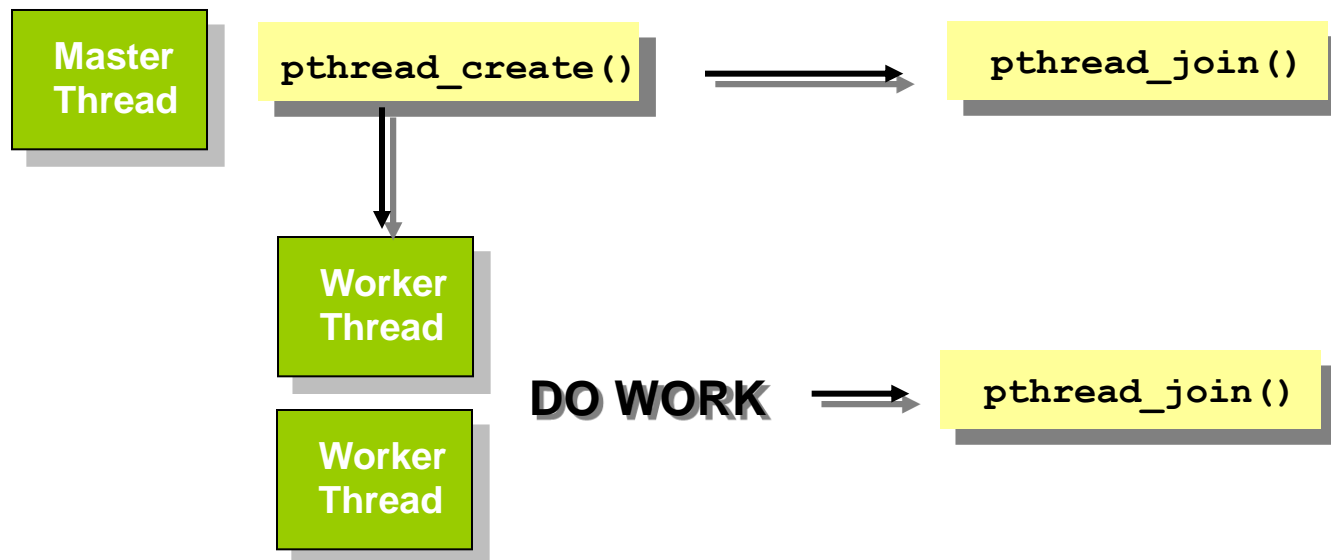 Master
Thread
pthread_create()
pthread_join()
Worker
Thread
DO WORK
pthread_join()
Worker
Thread